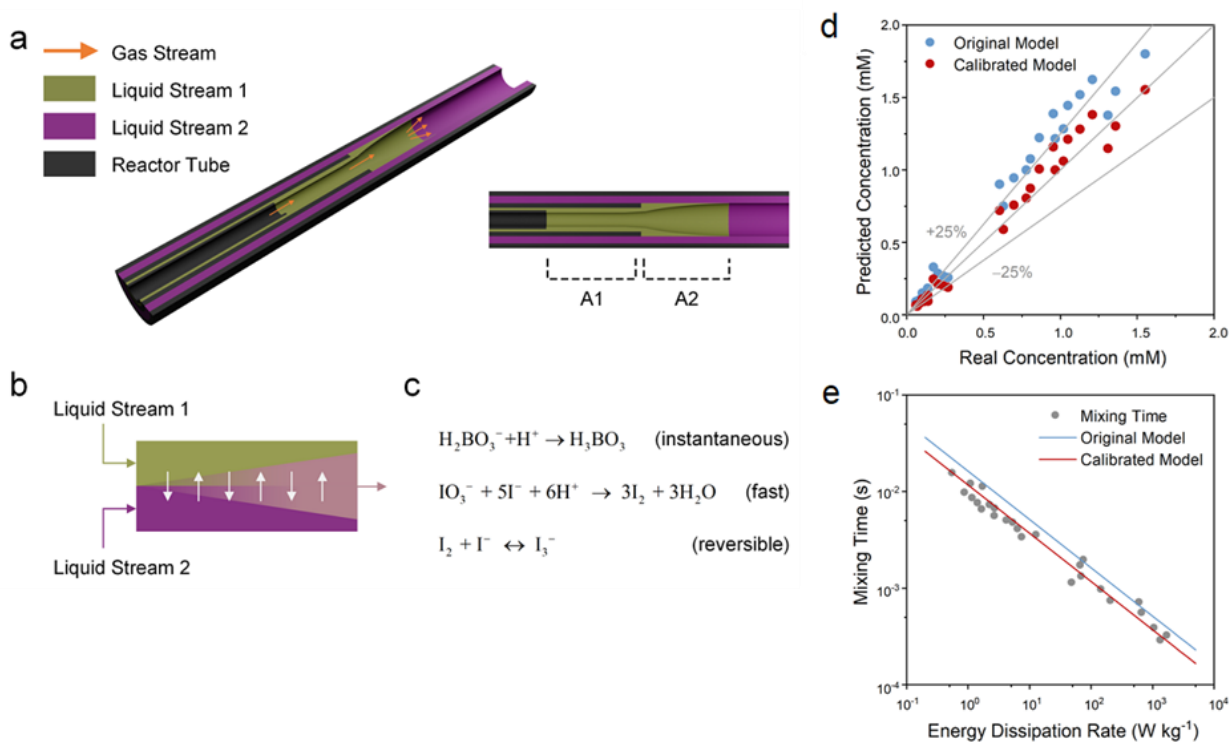 a
Gas Stream
Liquid Stream 1
Liquid Stream 2
Reactor Tube
A1
A2
b
Liquid Stream 1
Liquid Stream 2
c
H₂BO₃⁻+H⁺ → H₃BO₃ (instantaneous)
IO₃⁻ + 5I⁻ + 6H⁺ → 3I₂ + 3H₂O (fast)
I₂ + I⁻ ↔ I₃⁻ (reversible)
d
Predicted Concentration (mM)
2.0
1.5
1.0
0.5
0.0
Original Model
Calibrated Model
+25%
−25%
0.0 0.5 1.0 1.5 2.0
Real Concentration (mM)
e
Mixing Time (s)
10⁻¹
10⁻²
10⁻³
10⁻⁴
Mixing Time
Original Model
Calibrated Model
10⁻¹ 10⁰ 10¹ 10² 10³ 10⁴
Energy Dissipation Rate (W kg⁻¹)